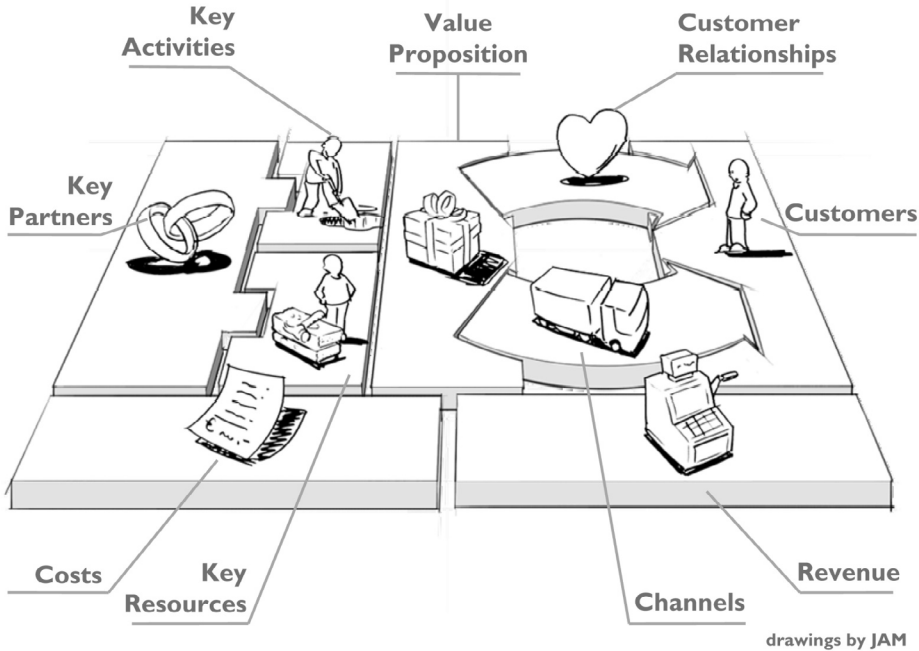 Key
Activities
Value
Proposition
Customer
Relationships
Key
Partners
Customers
Costs
Key
Resources
Channels
Revenue
drawings by JAM